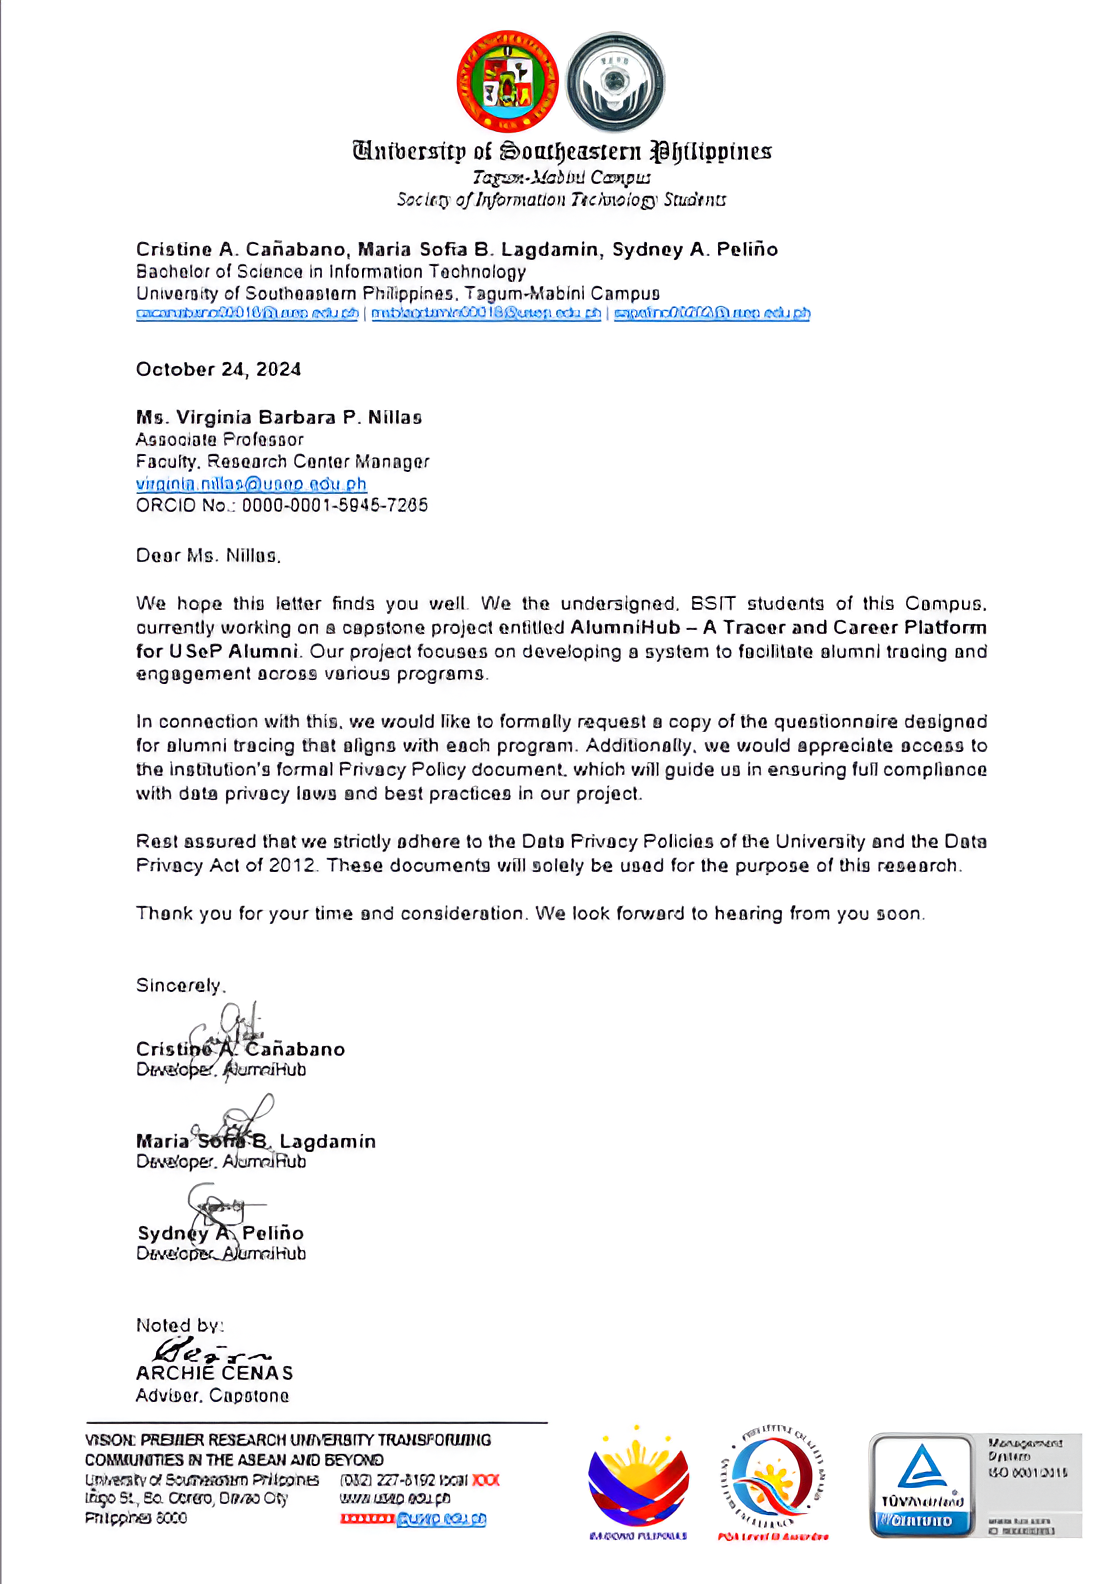 University of Southeastern Philippines
Tagum-Mabini Campus
Society of Information Technology Students
Cristine A. Cañabano, Maria Sofia B. Lagdamin, Sydney A. Peliño
Bachelor of Science in Information Technology
University of Southeastern Philippines, Tagum-Mabini Campus
October 24, 2024
Ms. Virginia Barbara P. Nillas
Associate Professor
Faculty, Research Center Manager
virginia.nillas@usep.edu.ph
ORCID No.: 0000-0001-5945-7265
Dear Ms. Nillas,
We hope this letter finds you well. We the undersigned, BSIT students of this Campus,
currently working on a capstone project entitled AlumniHub – A Tracer and Career Platform
for USeP Alumni. Our project focuses on developing a system to facilitate alumni tracing and
engagement across various programs.
In connection with this, we would like to formally request a copy of the questionnaire designed
for alumni tracing that aligns with each program. Additionally, we would appreciate access to
the institution's formal Privacy Policy document, which will guide us in ensuring full compliance
with data privacy laws and best practices in our project.
Rest assured that we strictly adhere to the Data Privacy Policies of the University and the Data
Privacy Act of 2012. These documents will solely be used for the purpose of this research.
Thank you for your time and consideration. We look forward to hearing from you soon.
Sincerely,
Cristine A. Cañabano
Developer, AlumniHub
Maria Sofia B. Lagdamin
Developer, AlumniHub
Sydney A. Peliño
Developer, AlumniHub
Noted by:
ARCHIE CENAS
Adviser, Capstone
VISION: PREMIER RESEARCH UNIVERSITY TRANSFORMING
COMMUNITIES IN THE ASEAN AND BEYOND
University of Southeastern Philippines (082) 227-8192 local XXX
Iñigo St., Bo. Obrero, Davao City www.usep.edu.ph
Philippines 8000 @usep.edu.ph
BAGONG PILIPINAS
PQA Level II Awardee
TÜVRheinland
CERTIFIED
Management
System
ISO 9001:2015